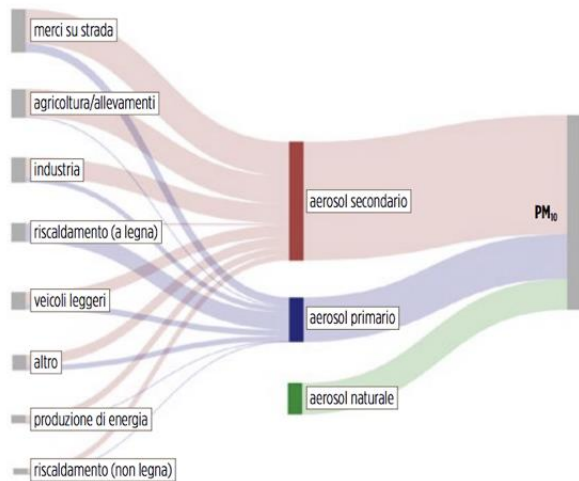 merci su strada
agricoltura/allevamenti
industria
riscaldamento (a legna)
veicoli leggeri
altro
produzione di energia
riscaldamento (non legna)
aerosol secondario
aerosol primario
aerosol naturale
PM₁₀